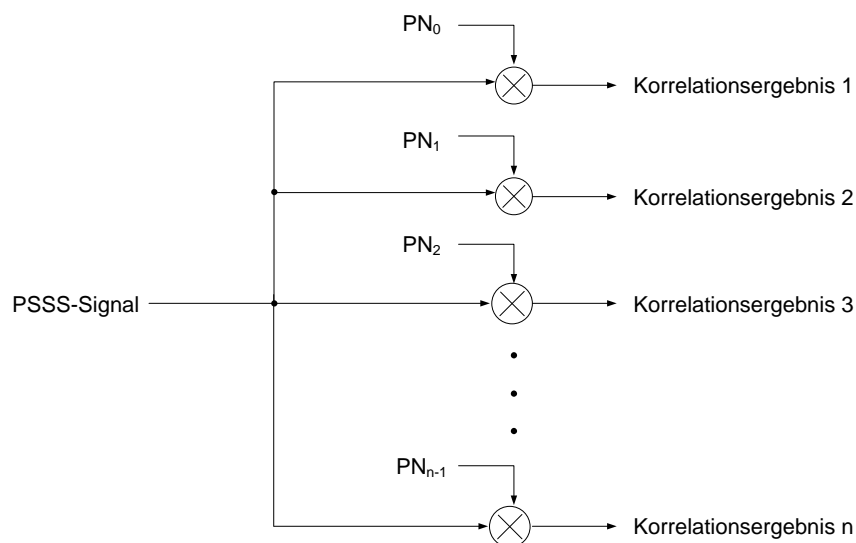 PN0
Korrelationsergebnis 1
PN1
Korrelationsergebnis 2
PN2
PSSS-Signal
Korrelationsergebnis 3
PNn-1
Korrelationsergebnis n